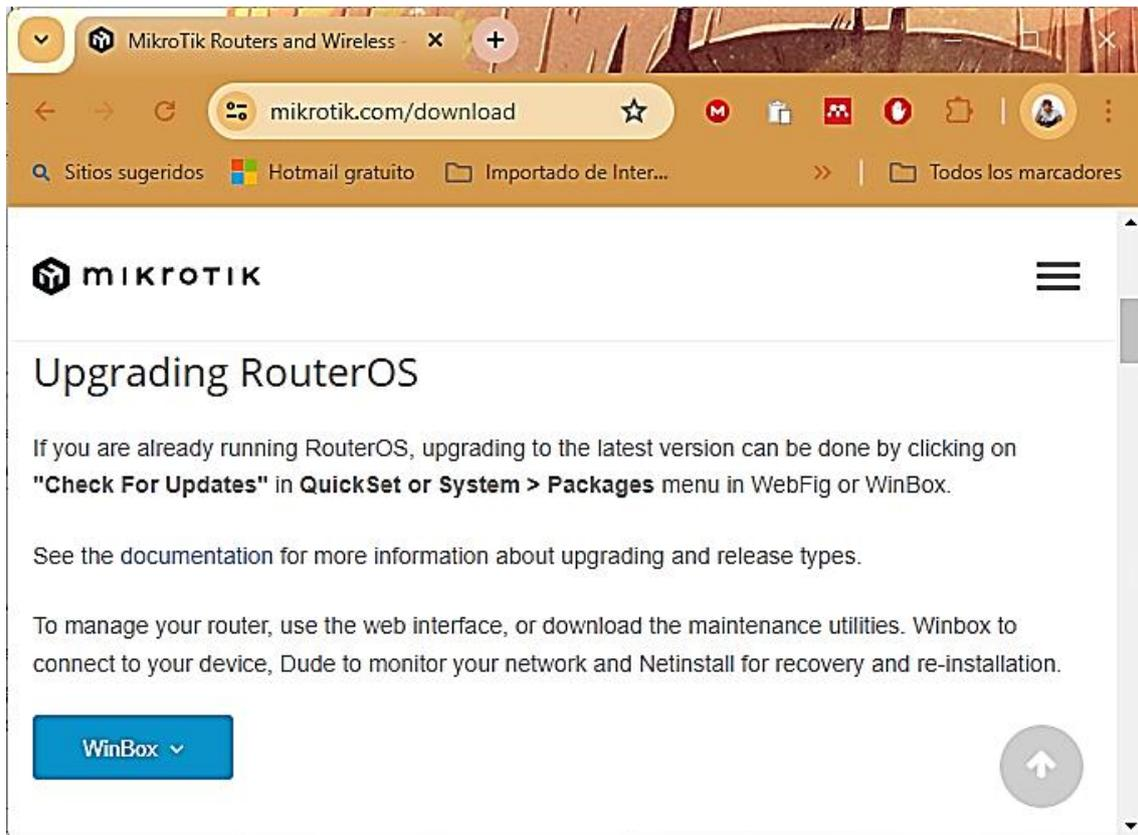 MikroTik Routers and Wireless -
mikrotik.com/download
Sitios sugeridos Hotmail gratuito Importado de Inter... Todos los marcadores
mikrotik
Upgrading RouterOS
If you are already running RouterOS, upgrading to the latest version can be done by clicking on
"Check For Updates" in QuickSet or System > Packages menu in WebFig or WinBox.
See the documentation for more information about upgrading and release types.
To manage your router, use the web interface, or download the maintenance utilities. Winbox to
connect to your device, Dude to monitor your network and Netinstall for recovery and re-installation.
WinBox